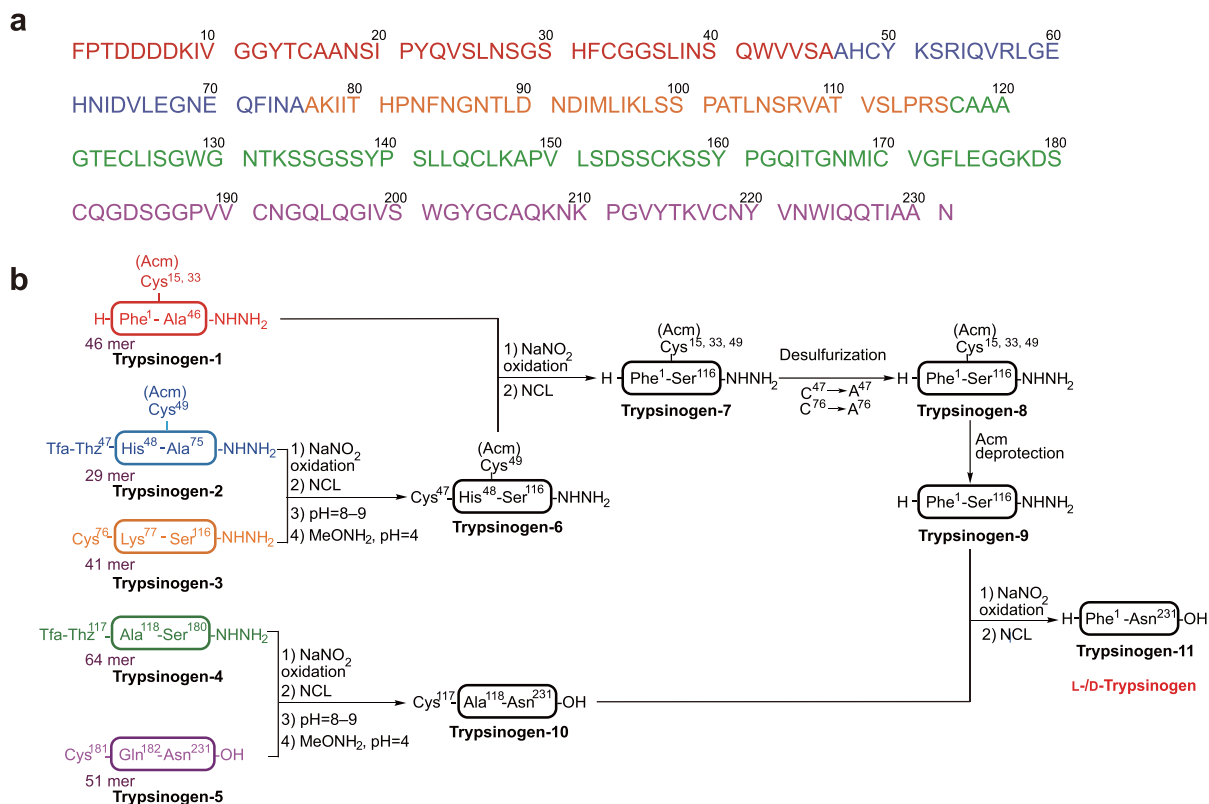 a
10 20 30 40 50 60
FPTDDDDKIV GGYTCAANSI PYQVSLNSGS HFCGGSLINS QWVVSAAHCY KSRIQVRLGE
70 80 90 100 110 120
HNIDVLEGNE QFINAAKIIT HPNFNGNTLD NDIMLIKLSS PATLNSRVAT VSLPRSCAAA
130 140 150 160 170 180
GTECLISGWG NTKSSGSSYP SLLQCLKAPV LSDSSCKSSY PGQITGNMIC VGFLEGGKDS
190 200 210 220 230
CQGDSGGPVV CNGQLQGIVS WGYGCAQKNK PGVYTKVCNY VNWIQQTIAA N
b
(Acm)
Cys15, 33
H- Phe1- Ala46 -NHNH2
46 mer
Trypsinogen-1
(Acm)
Cys49
Tfa-Thz47 His48-Ala75 -NHNH2
29 mer
Trypsinogen-2
Cys76 Lys77- Ser116 -NHNH2
41 mer
Trypsinogen-3
1) NaNO2
oxidation
2) NCL
3) pH=8–9
4) MeONH2, pH=4
(Acm)
Cys49
Cys47 His48-Ser116 -NHNH2
Trypsinogen-6
1) NaNO2
oxidation
2) NCL
(Acm)
Cys15, 33, 49
H - Phe1-Ser116 -NHNH2
Trypsinogen-7
Desulfurization
C47 → A47
C76 → A76
(Acm)
Cys15, 33, 49
H - Phe1-Ser116 -NHNH2
Trypsinogen-8
Acm
deprotection
H - Phe1-Ser116 -NHNH2
Trypsinogen-9
Tfa-Thz117 Ala118-Ser180 -NHNH2
64 mer
Trypsinogen-4
Cys181 Gln182-Asn231 -OH
51 mer
Trypsinogen-5
1) NaNO2
oxidation
2) NCL
3) pH=8–9
4) MeONH2, pH=4
Cys117 Ala118-Asn231 -OH
Trypsinogen-10
1) NaNO2
oxidation
2) NCL
H- Phe1 -Asn231 -OH
Trypsinogen-11
L-/D-Trypsinogen